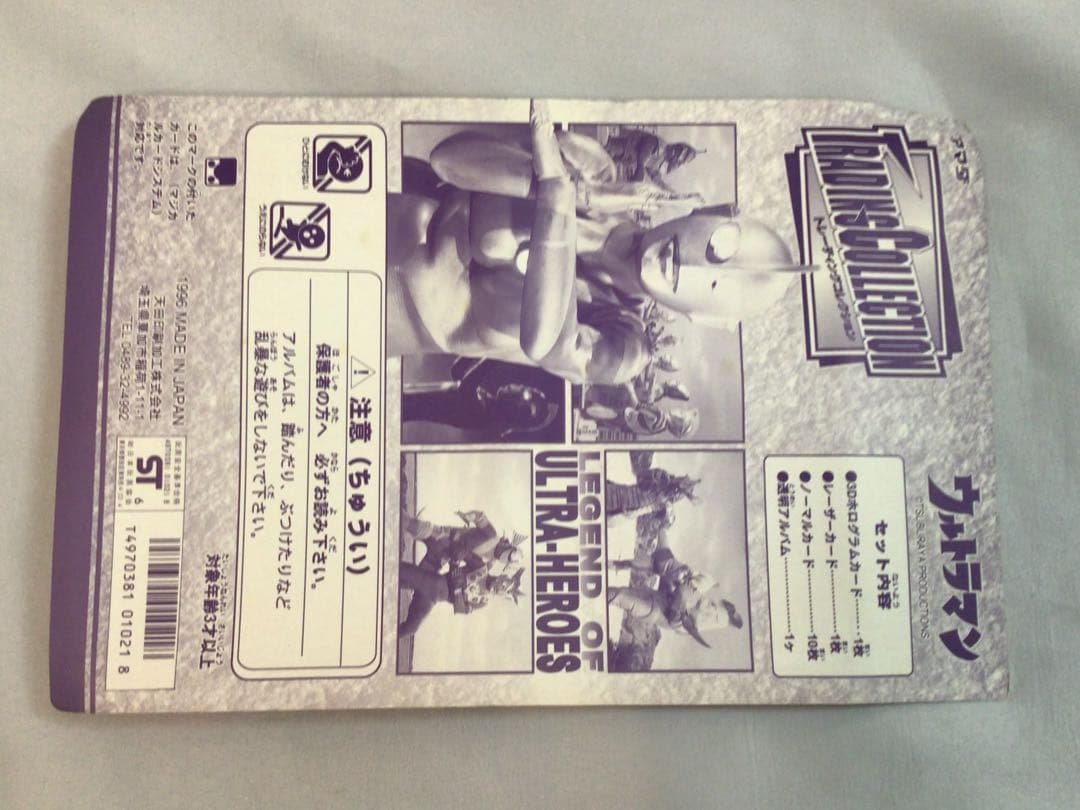 アマダ
TRADING COLLECTION
トレーディングコレクション
ウルトラマン
©TSUBURAYA PRODUCTIONS
セット内容
ないよう
●3Dホログラムカード……1枚
●レーザーカード…………1枚
●ノーマルカード…………10枚
●透明アルバム……………1ヶ
LEGEND OF
ULTRA-HEROES
注意(ちゅうい)
保護者の方へ 必ずお読み下さい。
アルバムは、踏んだり、ぶつけたりなど
乱暴な遊びをしないで下さい。
対象年齢3才以上
このマークの付いた
カードは、(マジカ
ルカードシステム)
対応です。
1996 MADE IN JAPAN
天田印刷加工株式会社
埼玉県草加市稲荷1-11-1
TEL 0489-32-4992
ST 6
T4970381 01021 8